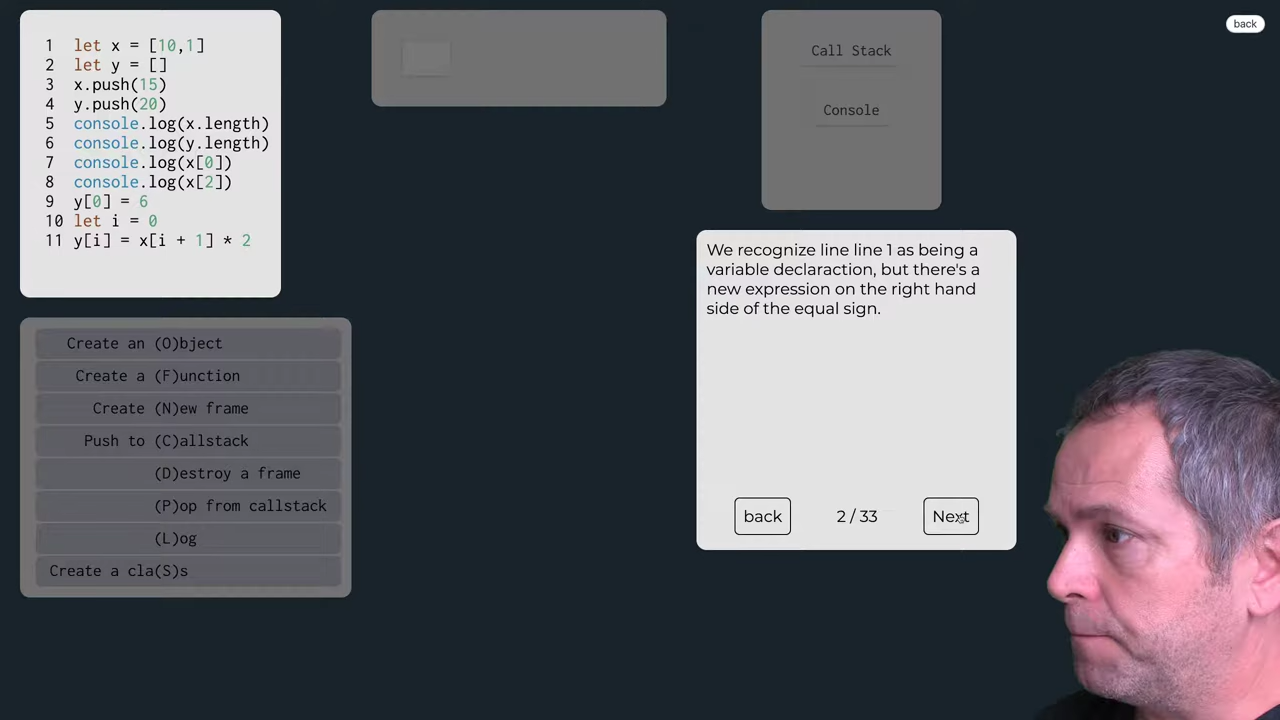 back
1 let x = [10,1]
2 let y = []
3 x.push(15)
4 y.push(20)
5 console.log(x.length)
6 console.log(y.length)
7 console.log(x[0])
8 console.log(x[2])
9 y[0] = 6
10 let i = 0
11 y[i] = x[i + 1] * 2
Call Stack
Console
We recognize line line 1 as being a
variable declaraction, but there's a
new expression on the right hand
side of the equal sign.
back 2 / 33 Next
Create an (O)bject
Create a (F)unction
Create (N)ew frame
Push to (C)allstack
(D)estroy a frame
(P)op from callstack
(L)og
Create a cla(S)s